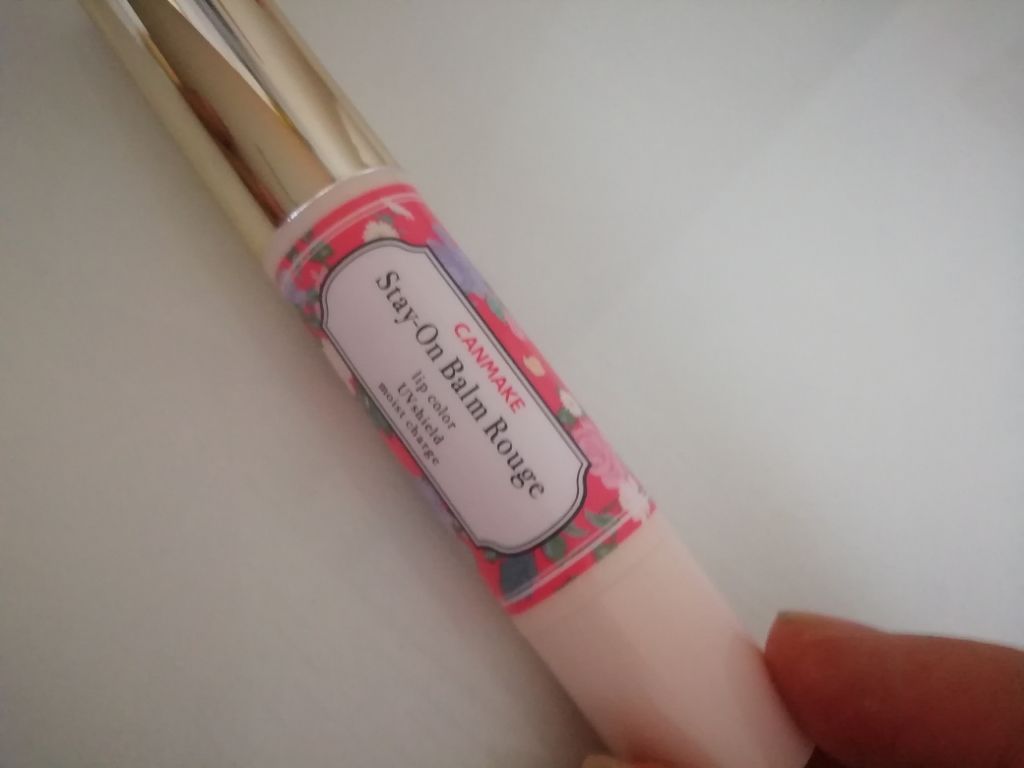 CANMAKE
Stay-On Balm Rouge
lip color
UVshield
moist charge